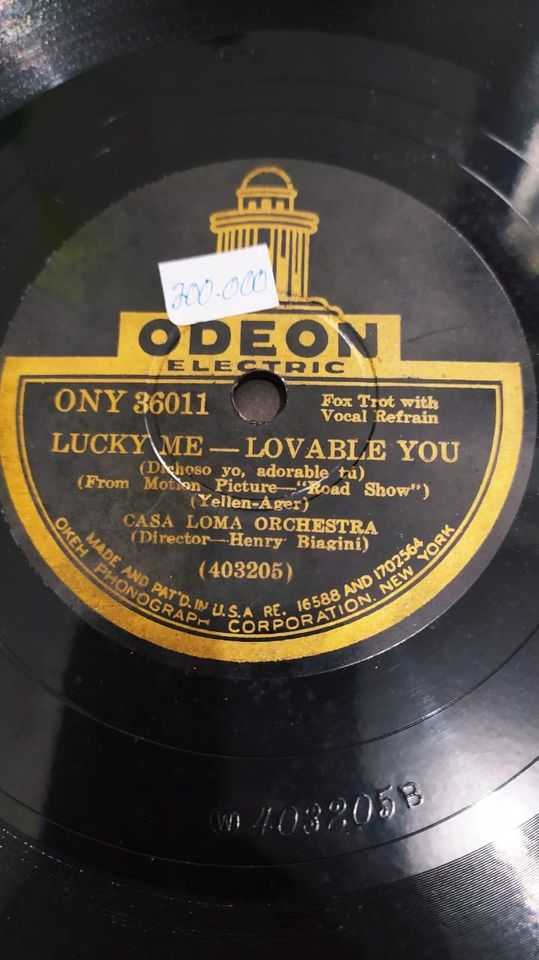 200.000
ODEON
ELECTRIC
ONY 36011
Fox Trot with
Vocal Refrain
LUCKY ME — LOVABLE YOU
(Dichoso yo, adorable tú)
(From Motion Picture—"Road Show")
(Yellen-Ager)
CASA LOMA ORCHESTRA
(Director—Henry Biagini)
(403205)
MADE AND PAT'D. IN U.S.A RE. 16588 AND 1702564
OKEH PHONOGRAPH CORPORATION. NEW YORK
(W) 403205B